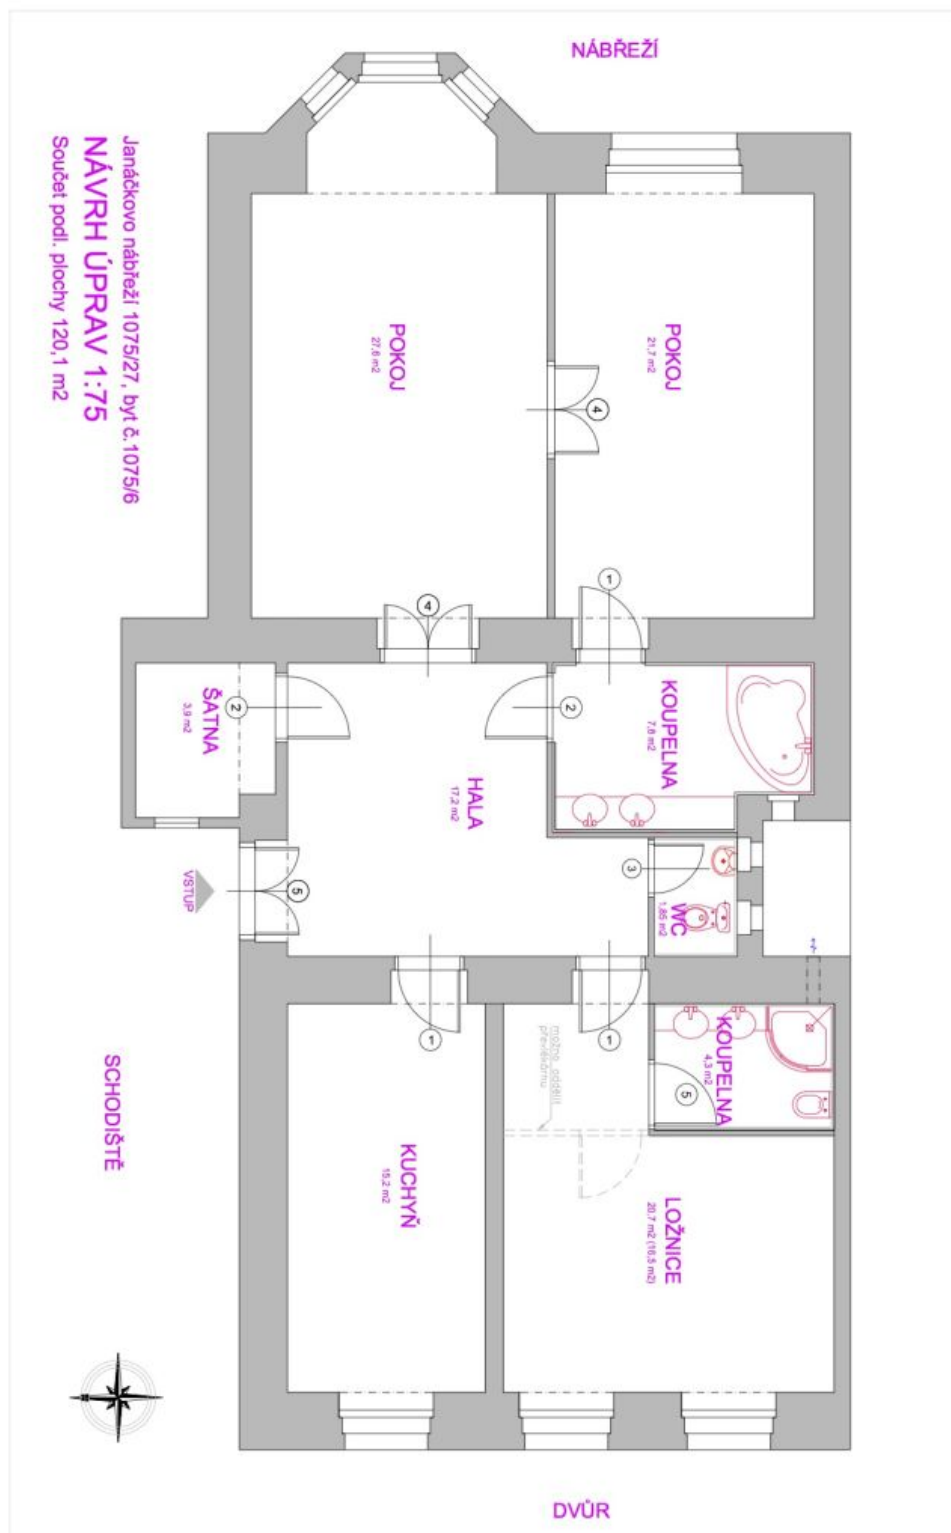 NÁBŘEŽÍ
Janáčkovo nábřeží 1075/27, byt č.1075/6
NÁVRH ÚPRAV 1:75
Součet podl. plochy 120,1 m2
POKOJ
27,6 m2
POKOJ
21,7 m2
4
1
4
ŠATNA
3,9 m2
2
2
KOUPELNA
7,8 m2
HALA
17,2 m2
3
WC
1,85 m2
VSTUP
5
1
1
možno oddělit
převlékárnu
KOUPELNA
4,3 m2
5
SCHODIŠTĚ
KUCHYŇ
15,2 m2
LOŽNICE
20,7 m2 (16,5 m2)
DVŮR